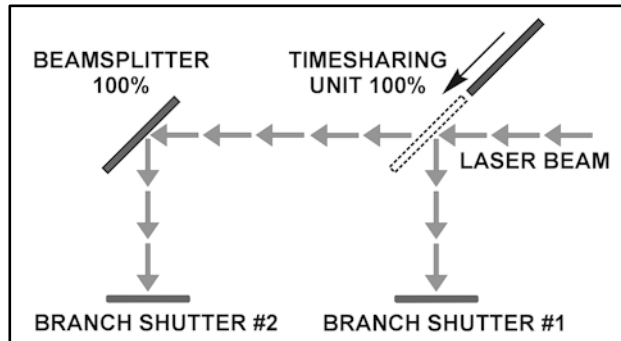 BEAMSPLITTER
100%
TIMESHARING
UNIT 100%
LASER BEAM
BRANCH SHUTTER #2
BRANCH SHUTTER #1